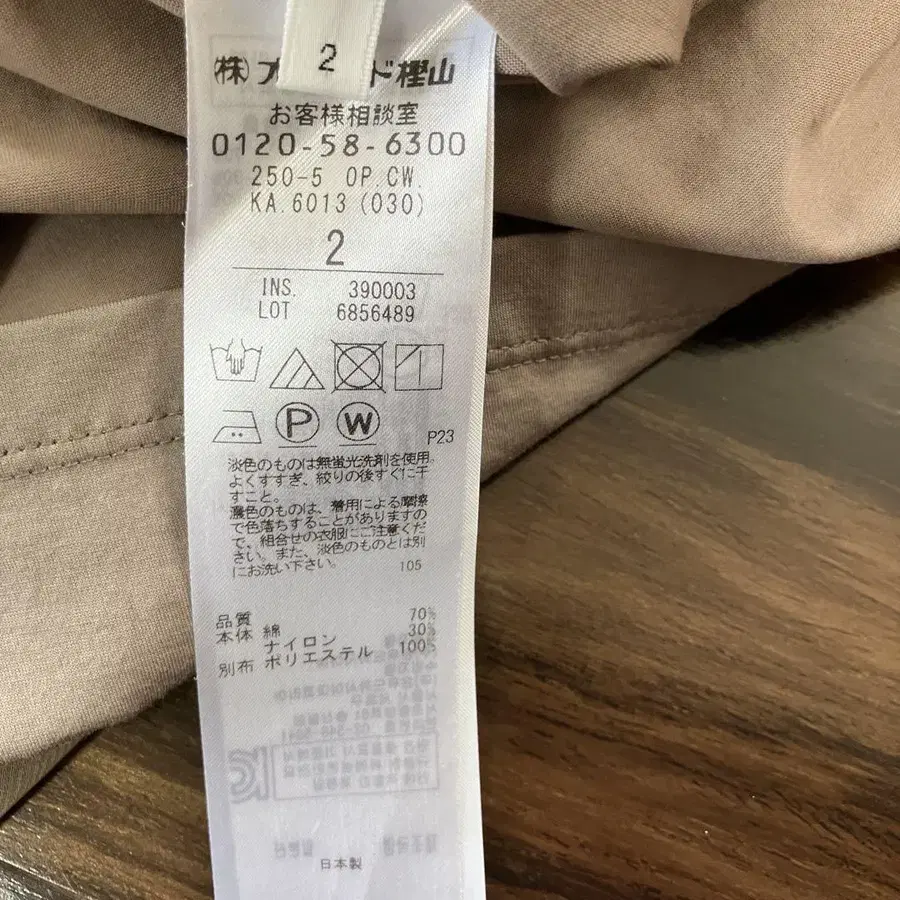 2
(株)オ ド樫山
お客様相談室
0120-58-6300
250-5 OP.CW.
KA.6013 (030)
2
INS. 390003
LOT 6856489
P W
P23
淡色のものは無蛍光洗剤を使用。
よくすすぎ、絞りの後すぐに干
すこと。
濃色のものは、着用による摩擦
で色落ちすることがありますの
で、組合せの衣服にご注意くだ
さい。また、淡色のものとは別
にお洗い下さい。 105
品質
本体 綿 70%
ナイロン 30%
別布 ポリエステル 100%
日本製